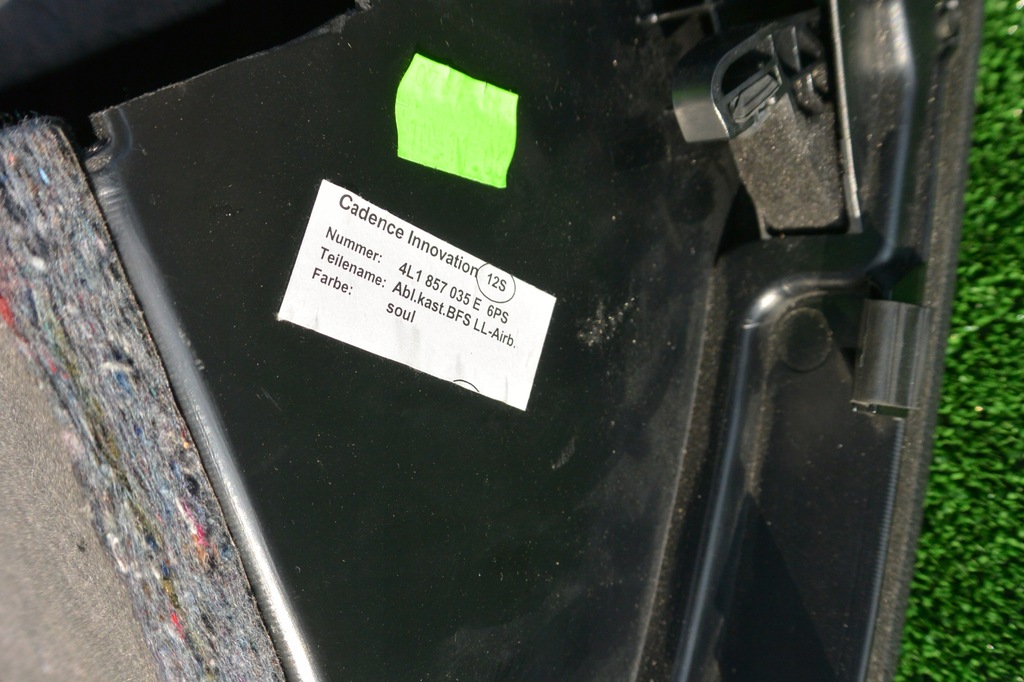 Cadence Innovation 12S
Nummer: 4L1 857 035 E 6PS
Teilename: Abl.kast.BFS LL-Airb.
Farbe: soul